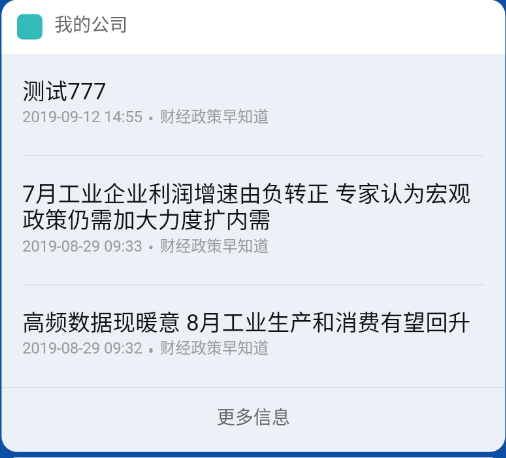 我的公司
测试777
2019-09-12 14:55 • 财经政策早知道
7月工业企业利润增速由负转正 专家认为宏观
政策仍需加大力度扩内需
2019-08-29 09:33 • 财经政策早知道
高频数据现暖意 8月工业生产和消费有望回升
2019-08-29 09:32 • 财经政策早知道
更多信息